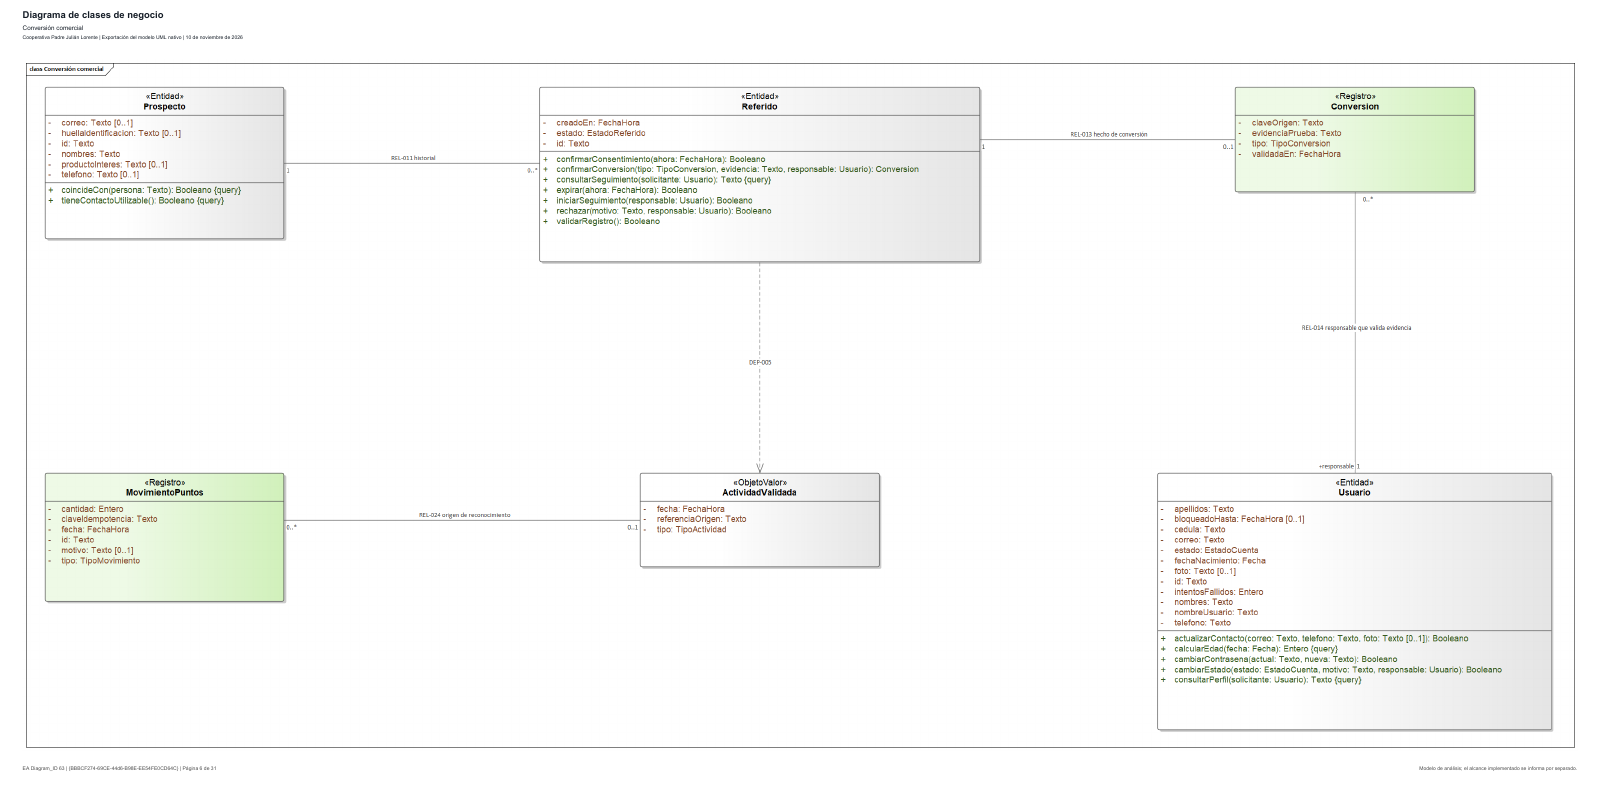 Diagrama de clases de negocio
Conversión comercial
Cooperativa Padre Julián Lorente | Exportación del modelo UML nativo | 10 de noviembre de 2026
class Conversión comercial
«Entidad»
Prospecto
- correo: Texto [0..1]
- huellaIdentificacion: Texto [0..1]
- id: Texto
- nombres: Texto
- productoInteres: Texto [0..1]
- telefono: Texto [0..1]
+ coincideCon(persona: Texto): Booleano {query}
+ tieneContactoUtilizable(): Booleano {query}
REL-011 historial
1
0..*
«Entidad»
Referido
- creadoEn: FechaHora
- estado: EstadoReferido
- id: Texto
+ confirmarConsentimiento(ahora: FechaHora): Booleano
+ confirmarConversion(tipo: TipoConversion, evidencia: Texto, responsable: Usuario): Conversion
+ consultarSeguimiento(solicitante: Usuario): Texto {query}
+ expirar(ahora: FechaHora): Booleano
+ iniciarSeguimiento(responsable: Usuario): Booleano
+ rechazar(motivo: Texto, responsable: Usuario): Booleano
+ validarRegistro(): Booleano
REL-013 hecho de conversión
1
0..1
«Registro»
Conversion
- claveOrigen: Texto
- evidenciaPrueba: Texto
- tipo: TipoConversion
- validadaEn: FechaHora
0..*
REL-014 responsable que valida evidencia
+responsable 1
DEP-005
«Registro»
MovimientoPuntos
- cantidad: Entero
- claveIdempotencia: Texto
- fecha: FechaHora
- id: Texto
- motivo: Texto [0..1]
- tipo: TipoMovimiento
REL-024 origen de reconocimiento
0..*
0..1
«ObjetoValor»
ActividadValidada
- fecha: FechaHora
- referenciaOrigen: Texto
- tipo: TipoActividad
«Entidad»
Usuario
- apellidos: Texto
- bloqueadoHasta: FechaHora [0..1]
- cedula: Texto
- correo: Texto
- estado: EstadoCuenta
- fechaNacimiento: Fecha
- foto: Texto [0..1]
- id: Texto
- intentosFallidos: Entero
- nombres: Texto
- nombreUsuario: Texto
- telefono: Texto
+ actualizarContacto(correo: Texto, telefono: Texto, foto: Texto [0..1]): Booleano
+ calcularEdad(fecha: Fecha): Entero {query}
+ cambiarContrasena(actual: Texto, nueva: Texto): Booleano
+ cambiarEstado(estado: EstadoCuenta, motivo: Texto, responsable: Usuario): Booleano
+ consultarPerfil(solicitante: Usuario): Texto {query}
EA Diagram_ID 63 | | Página 6 de 31
Modelo de análisis; el alcance implementado se informa por separado.